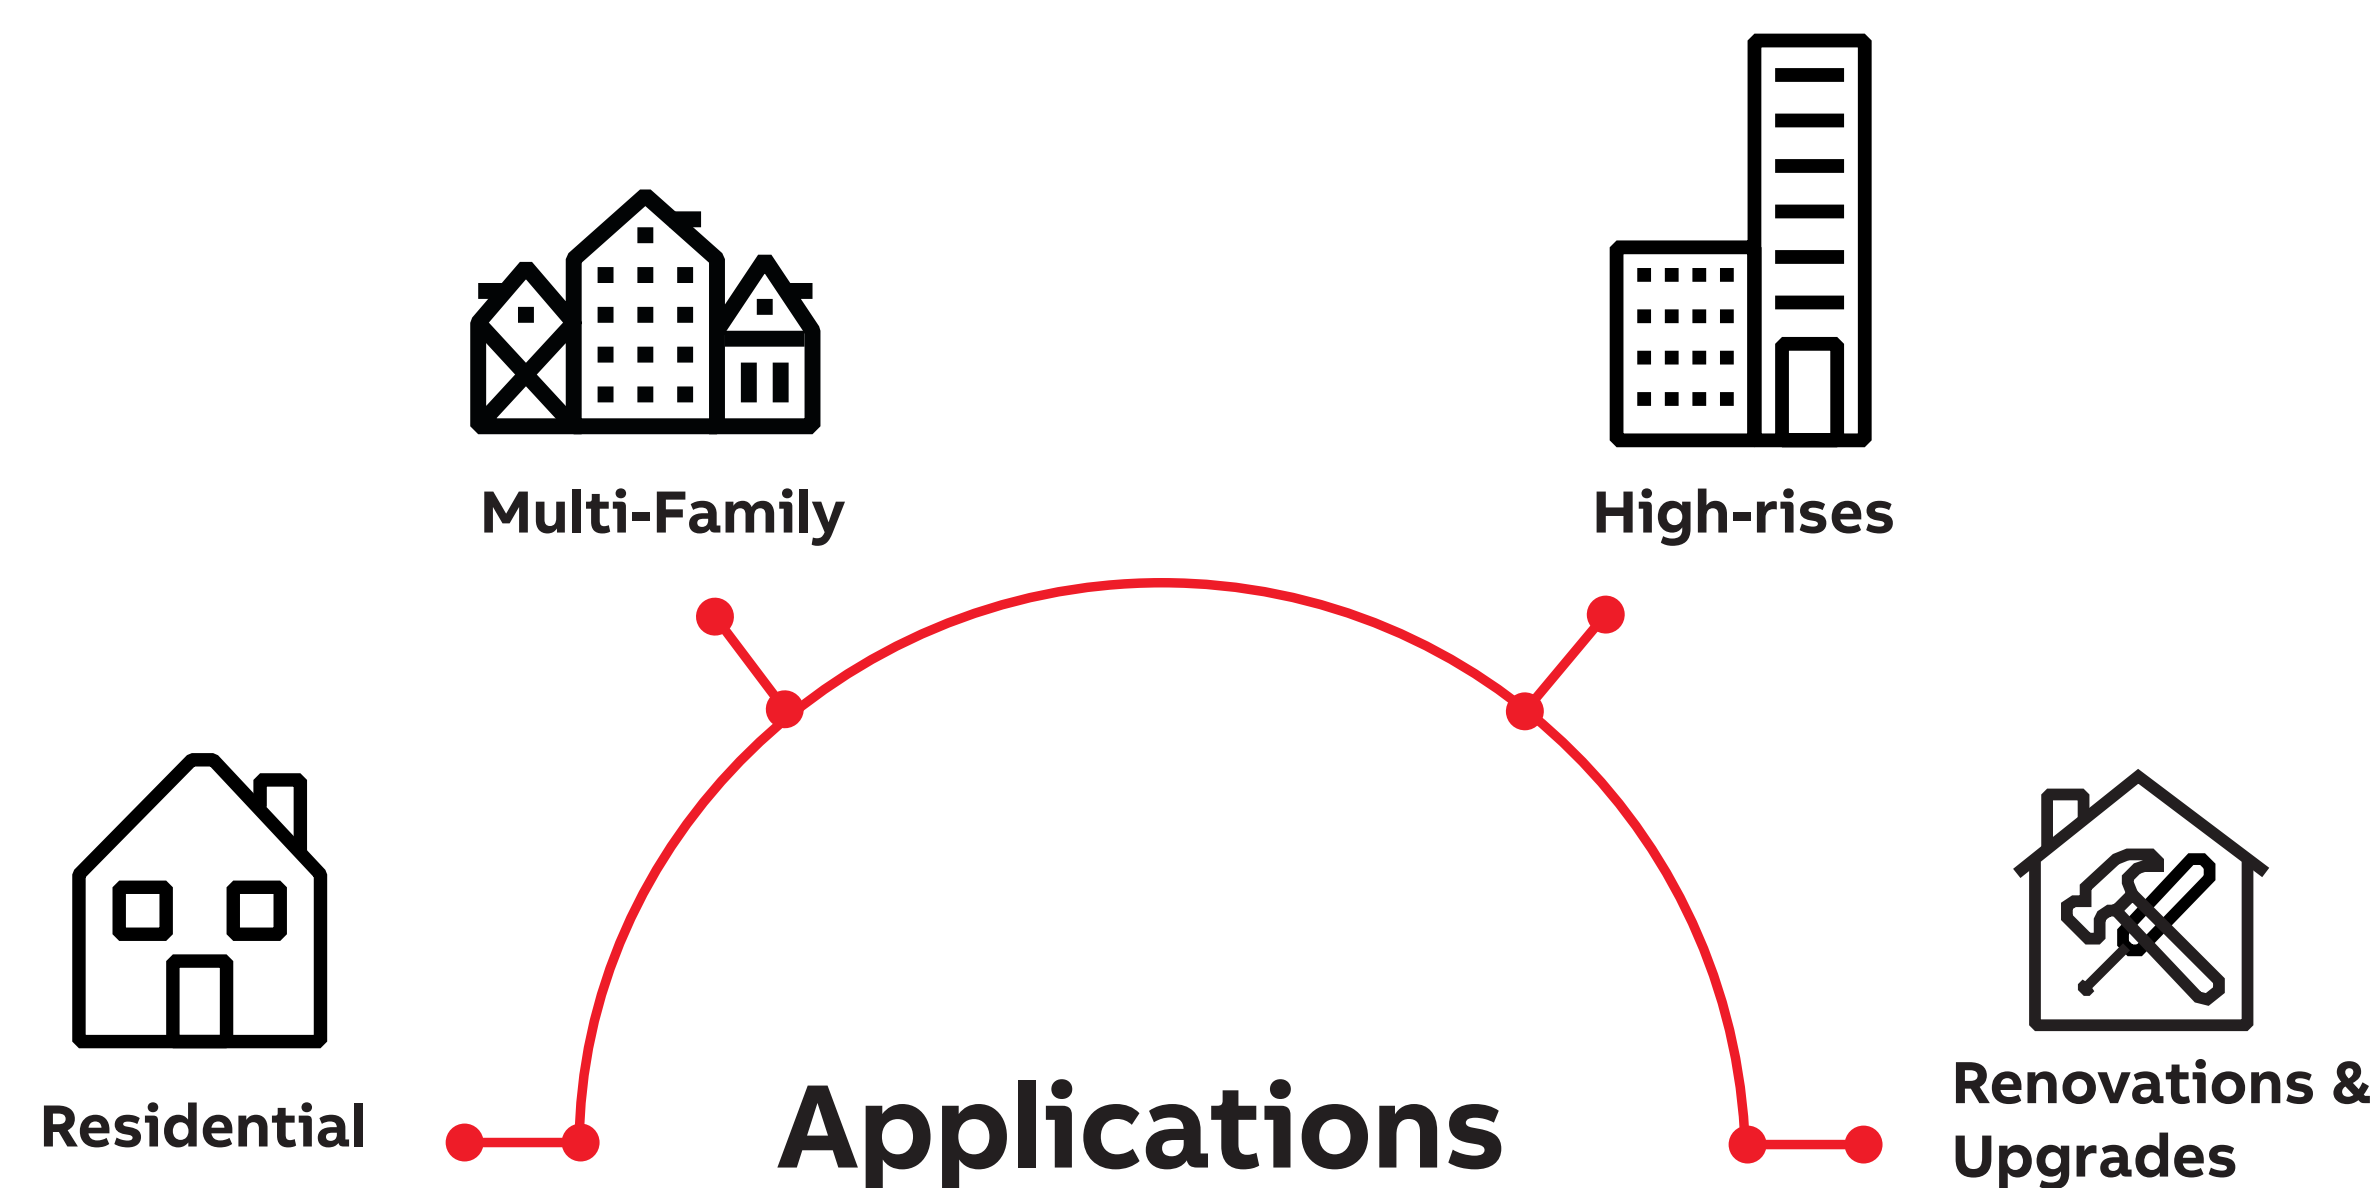 Multi-Family
High-rises
Residential
Applications
Renovations &
Upgrades